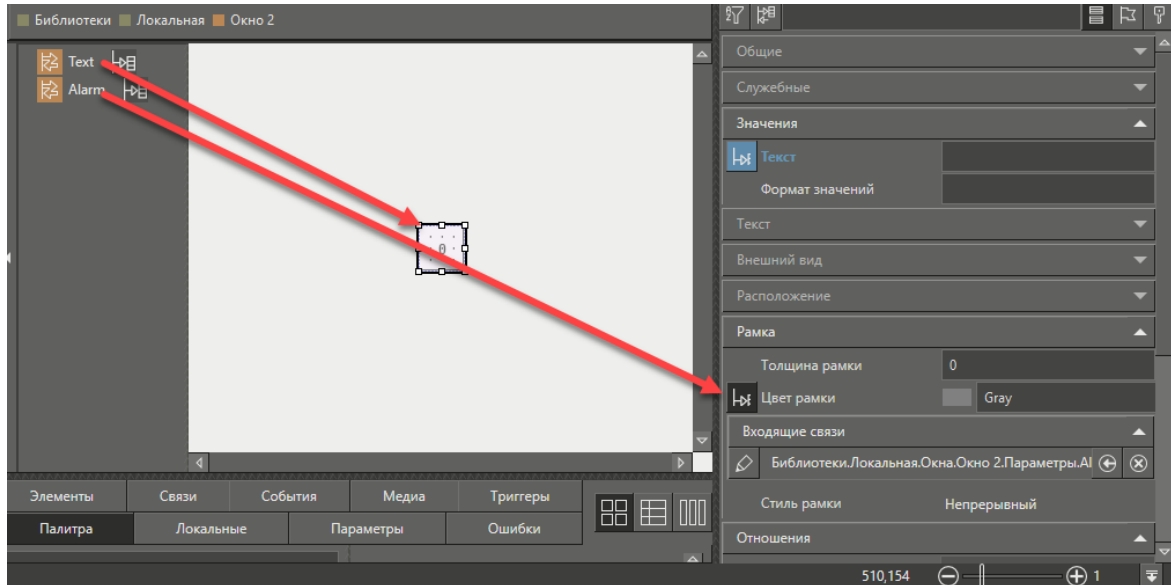 Библиотеки Локальная Окно 2
Text
Alarm
0
Элементы Связи События Медиа Триггеры
Палитра Локальные Параметры Ошибки
Общие
Служебные
Значения
Текст
Формат значений
Текст
Внешний вид
Расположение
Рамка
Толщина рамки 0
Цвет рамки Gray
Входящие связи
Библиотеки.Локальная.Окна.Окно 2.Параметры.Al
Стиль рамки Непрерывный
Отношения
510,154 1